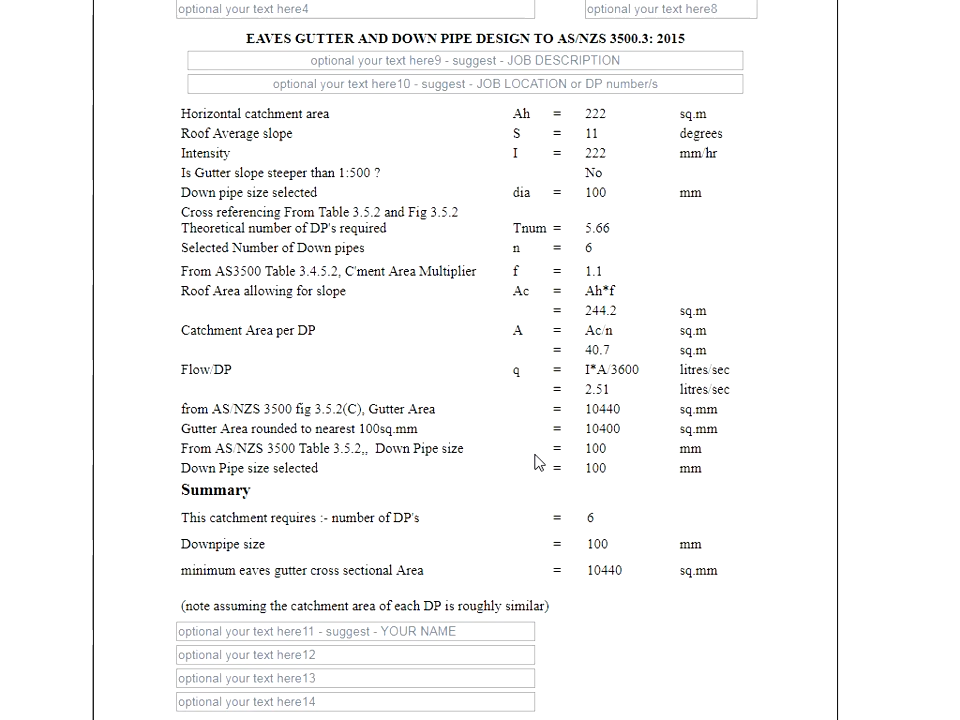 optional your text here4 optional your text here8
EAVES GUTTER AND DOWN PIPE DESIGN TO AS/NZS 3500.3: 2015
optional your text here9 - suggest - JOB DESCRIPTION
optional your text here10 - suggest - JOB LOCATION or DP number/s
Horizontal catchment area Ah = 222 sq.m
Roof Average slope S = 11 degrees
Intensity I = 222 mm/hr
Is Gutter slope steeper than 1:500 ? No
Down pipe size selected dia = 100 mm
Cross referencing From Table 3.5.2 and Fig 3.5.2
Theoretical number of DP's required Tnum = 5.66
Selected Number of Down pipes n = 6
From AS3500 Table 3.4.5.2, C'ment Area Multiplier f = 1.1
Roof Area allowing for slope Ac = Ah*f
= 244.2 sq.m
Catchment Area per DP A = Ac/n sq.m
= 40.7 sq.m
Flow/DP q = I*A/3600 litres/sec
= 2.51 litres/sec
from AS/NZS 3500 fig 3.5.2(C), Gutter Area = 10440 sq.mm
Gutter Area rounded to nearest 100sq.mm = 10400 sq.mm
From AS/NZS 3500 Table 3.5.2,, Down Pipe size = 100 mm
Down Pipe size selected = 100 mm
Summary
This catchment requires :- number of DP's = 6
Downpipe size = 100 mm
minimum eaves gutter cross sectional Area = 10440 sq.mm
(note assuming the catchment area of each DP is roughly similar)
optional your text here11 - suggest - YOUR NAME
optional your text here12
optional your text here13
optional your text here14